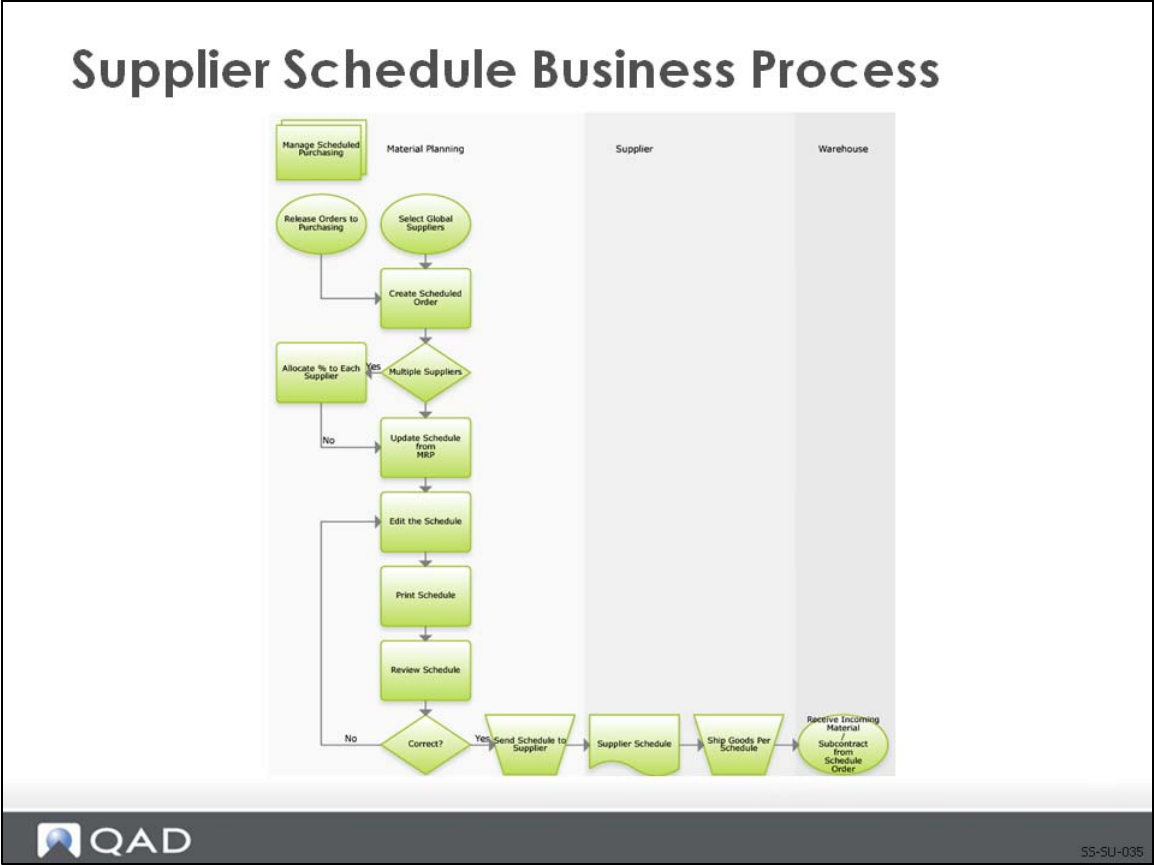 Supplier Schedule Business Process
Manage Scheduled
Purchasing
Material Planning
Supplier
Warehouse
Release Orders to
Purchasing
Select Global
Suppliers
Create Scheduled
Order
Allocate % to Each
Supplier
Yes
Multiple Suppliers
No
Update Schedule
from
MRP
Edit the Schedule
Print Schedule
Review Schedule
No
Correct?
Yes
Send Schedule to
Supplier
Supplier Schedule
Ship Goods Per
Schedule
Receive Incoming
Material
/
Subcontract
from
Schedule
Order
QAD
SS-SU-035